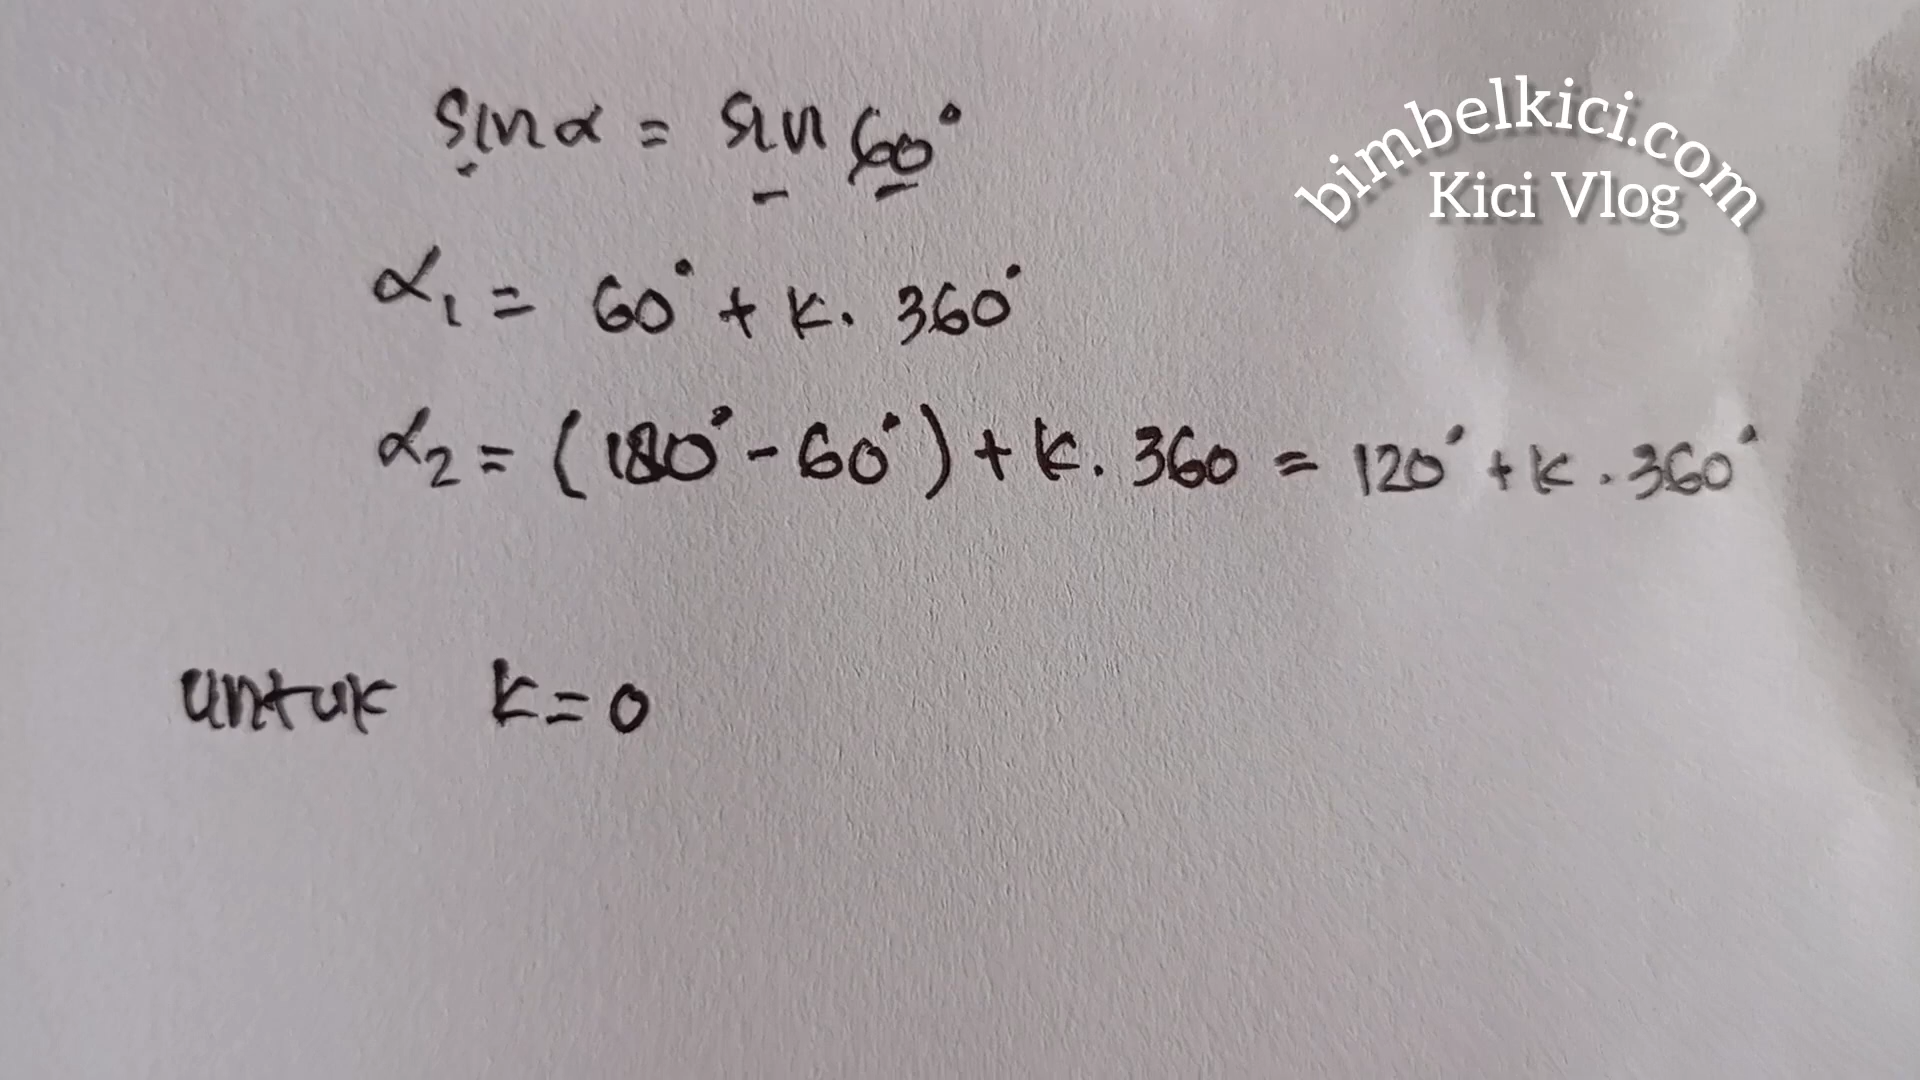 bimbelkici.com
Kici Vlog
sin α = sin 60°
α₁ = 60° + k. 360°
α₂ = (180° - 60°) + k. 360 = 120° + k. 360°
untuk k = 0